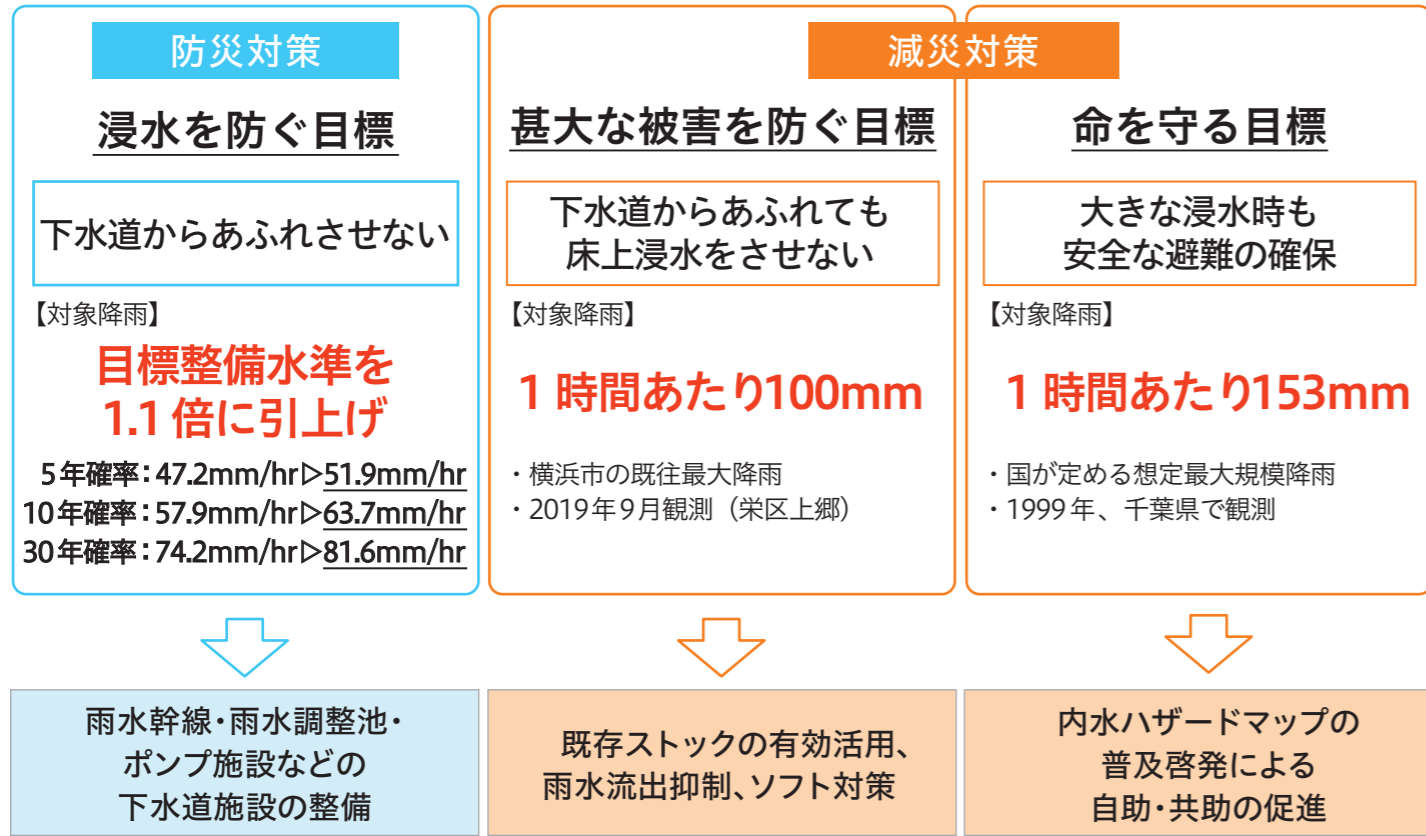 防災対策
浸水を防ぐ目標
下水道からあふれさせない
【対象降雨】
目標整備水準を
1.1 倍に引上げ
5年確率：47.2mm/hr▷51.9mm/hr
10年確率：57.9mm/hr▷63.7mm/hr
30年確率：74.2mm/hr▷81.6mm/hr
雨水幹線・雨水調整池・
ポンプ施設などの
下水道施設の整備
減災対策
甚大な被害を防ぐ目標
下水道からあふれても
床上浸水をさせない
【対象降雨】
1 時間あたり100mm
・横浜市の既往最大降雨
・2019年9月観測（栄区上郷）
既存ストックの有効活用、
雨水流出抑制、ソフト対策
命を守る目標
大きな浸水時も
安全な避難の確保
【対象降雨】
1 時間あたり153mm
・国が定める想定最大規模降雨
・1999年、千葉県で観測
内水ハザードマップの
普及啓発による
自助・共助の促進